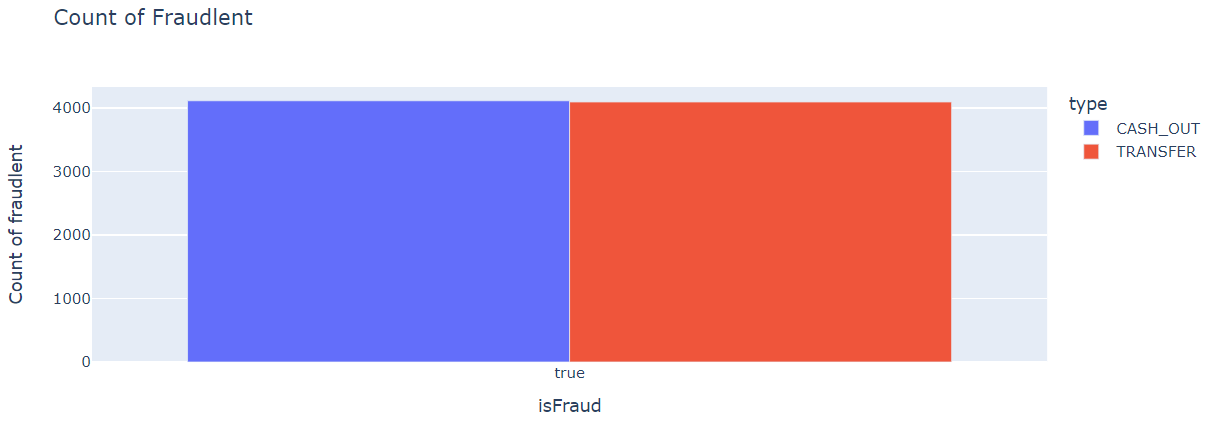 Count of Fraudlent
Count of fraudlent
4000
3000
2000
1000
0
true
isFraud
type
CASH_OUT
TRANSFER